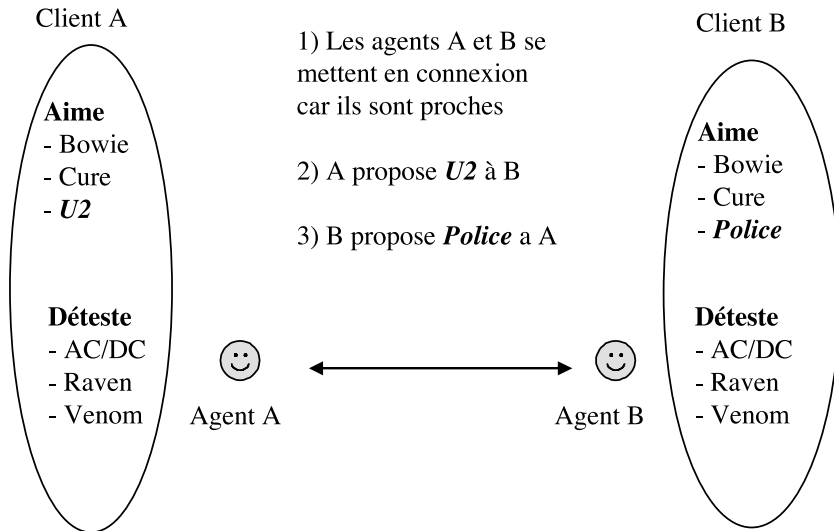 Client A
Aime
- Bowie
- Cure
- U2
Déteste
- AC/DC
- Raven
- Venom
Agent A
1) Les agents A et B se
mettent en connexion
car ils sont proches
2) A propose U2 à B
3) B propose Police a A
Agent B
Client B
Aime
- Bowie
- Cure
- Police
Déteste
- AC/DC
- Raven
- Venom